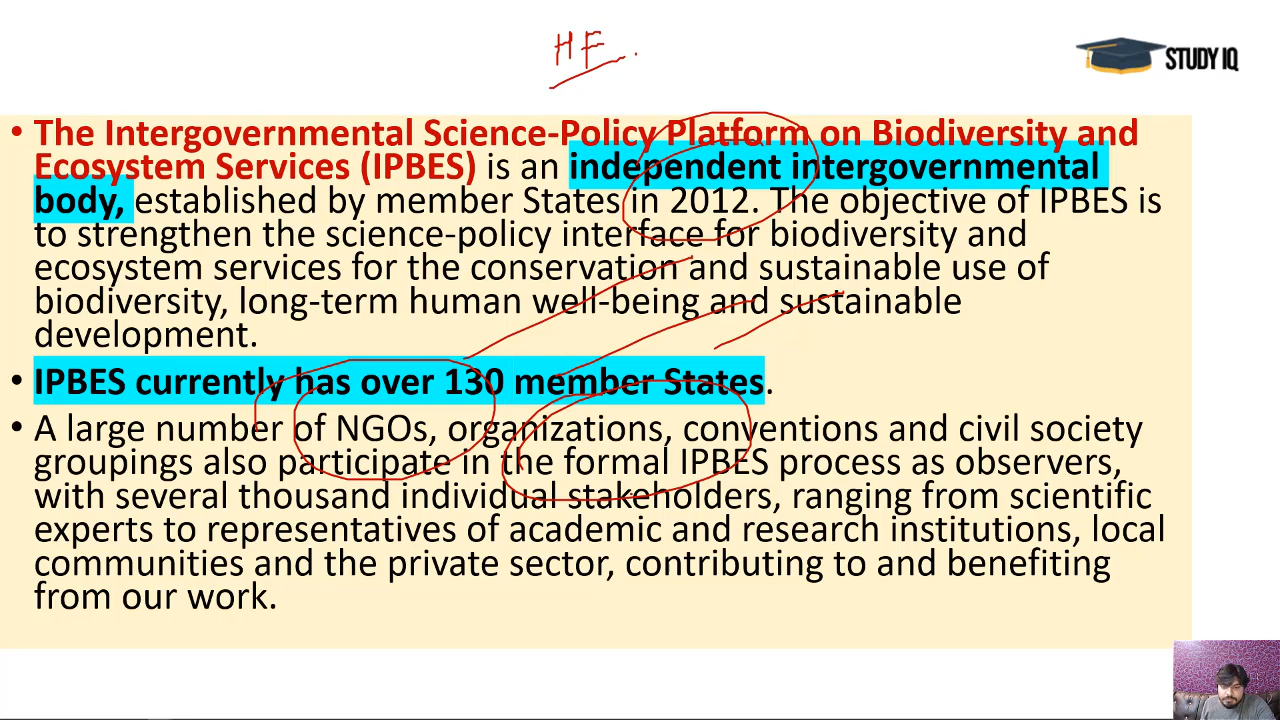 HF
STUDY IQ
• The Intergovernmental Science-Policy Platform on Biodiversity and
Ecosystem Services (IPBES) is an independent intergovernmental
body, established by member States in 2012. The objective of IPBES is
to strengthen the science-policy interface for biodiversity and
ecosystem services for the conservation and sustainable use of
biodiversity, long-term human well-being and sustainable
development.
• IPBES currently has over 130 member States.
• A large number of NGOs, organizations, conventions and civil society
groupings also participate in the formal IPBES process as observers,
with several thousand individual stakeholders, ranging from scientific
experts to representatives of academic and research institutions, local
communities and the private sector, contributing to and benefiting
from our work.